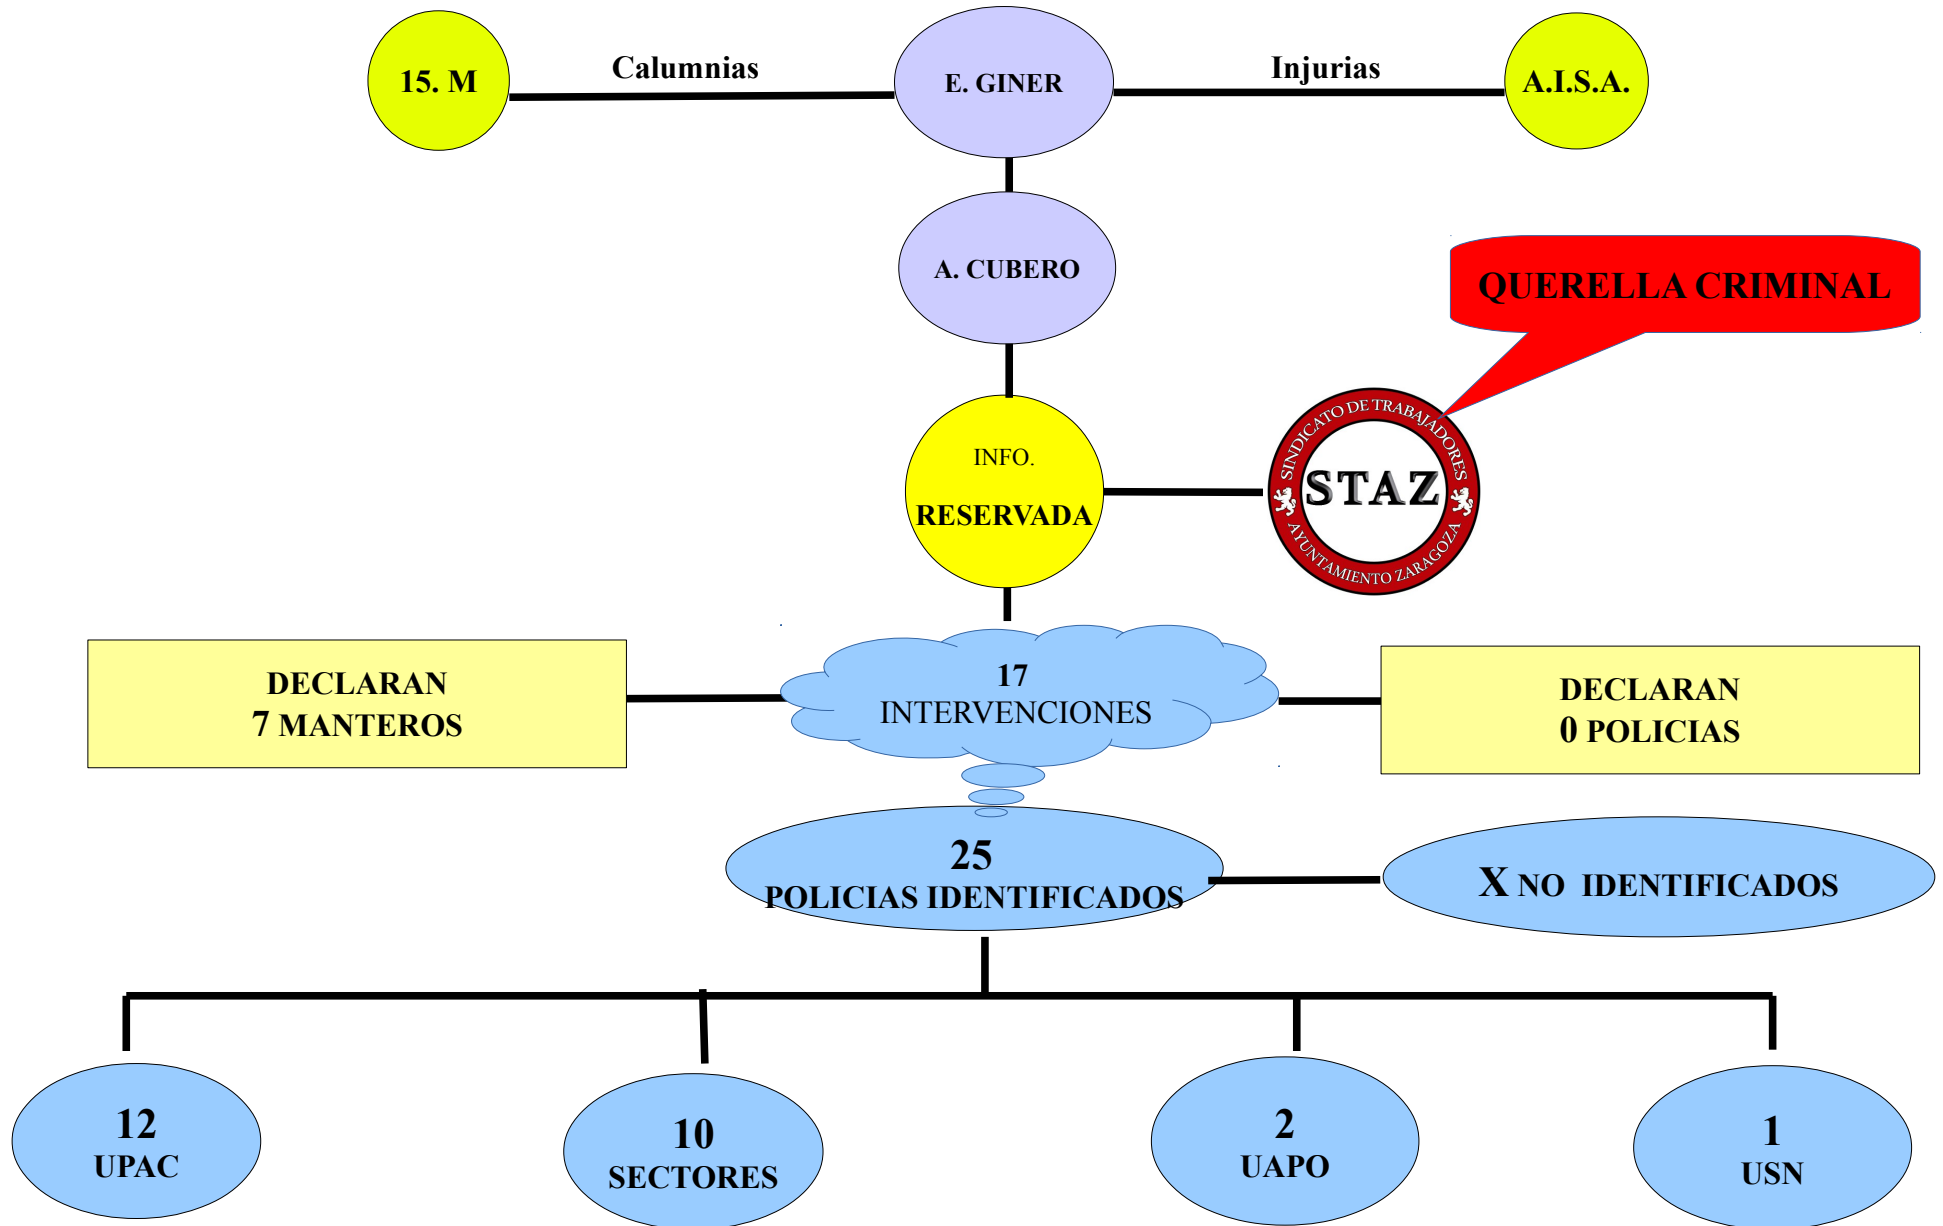 15. M
Calumnias
E. GINER
Injurias
A.I.S.A.
A. CUBERO
QUERELLA CRIMINAL
INFO.
RESERVADA
SINDICATO DE TRABAJADORES
STAZ
AYUNTAMIENTO ZARAGOZA
DECLARAN
7 MANTEROS
17
INTERVENCIONES
DECLARAN
0 POLICIAS
25
POLICIAS IDENTIFICADOS
X NO IDENTIFICADOS
12
UPAC
10
SECTORES
2
UAPO
1
USN